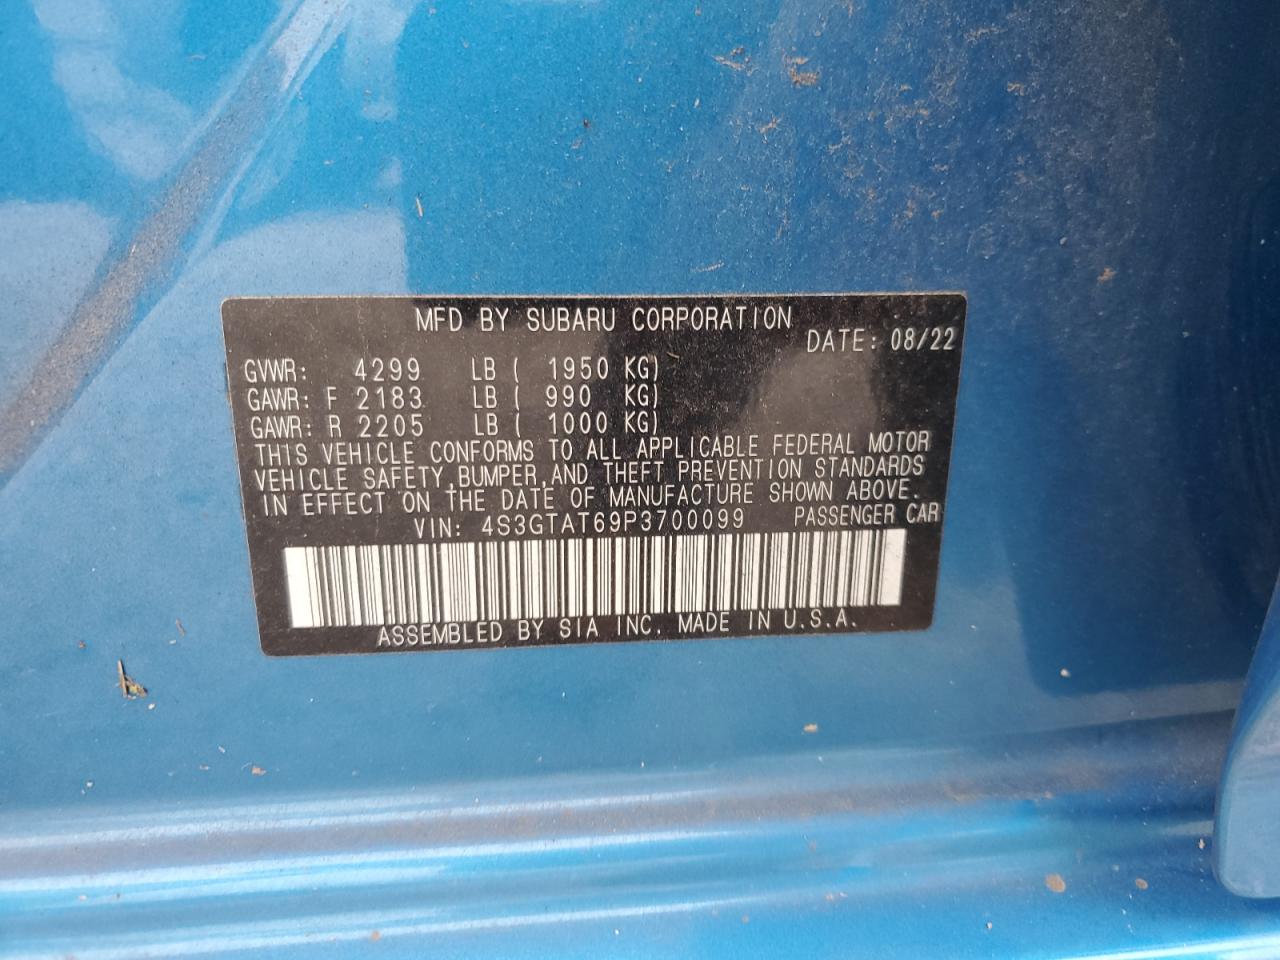 MFD BY SUBARU CORPORATION
DATE: 08/22
GVWR: 4299 LB ( 1950 KG)
GAWR: F 2183 LB ( 990 KG)
GAWR: R 2205 LB ( 1000 KG)
THIS VEHICLE CONFORMS TO ALL APPLICABLE FEDERAL MOTOR
VEHICLE SAFETY,BUMPER,AND THEFT PREVENTION STANDARDS
IN EFFECT ON THE DATE OF MANUFACTURE SHOWN ABOVE.
VIN: 4S3GTAT69P3700099 PASSENGER CAR
ASSEMBLED BY SIA INC. MADE IN U.S.A.